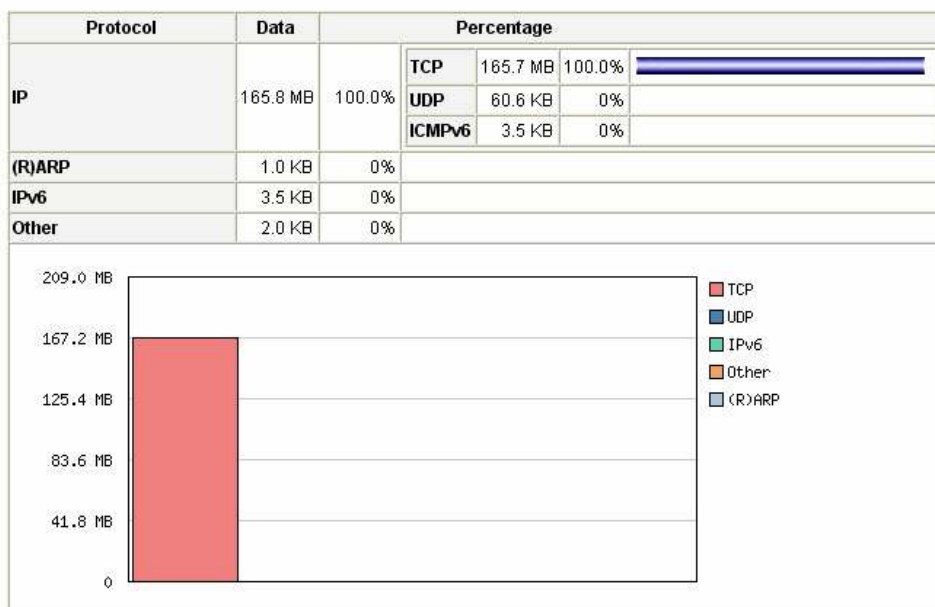 Protocol Data Percentage
IP 165.8 MB 100.0% TCP 165.7 MB 100.0%
UDP 60.6 KB 0%
ICMPv6 3.5 KB 0%
(R)ARP 1.0 KB 0%
IPv6 3.5 KB 0%
Other 2.0 KB 0%
209.0 MB
167.2 MB
125.4 MB
83.6 MB
41.8 MB
0
TCP
UDP
IPv6
Other
(R)ARP